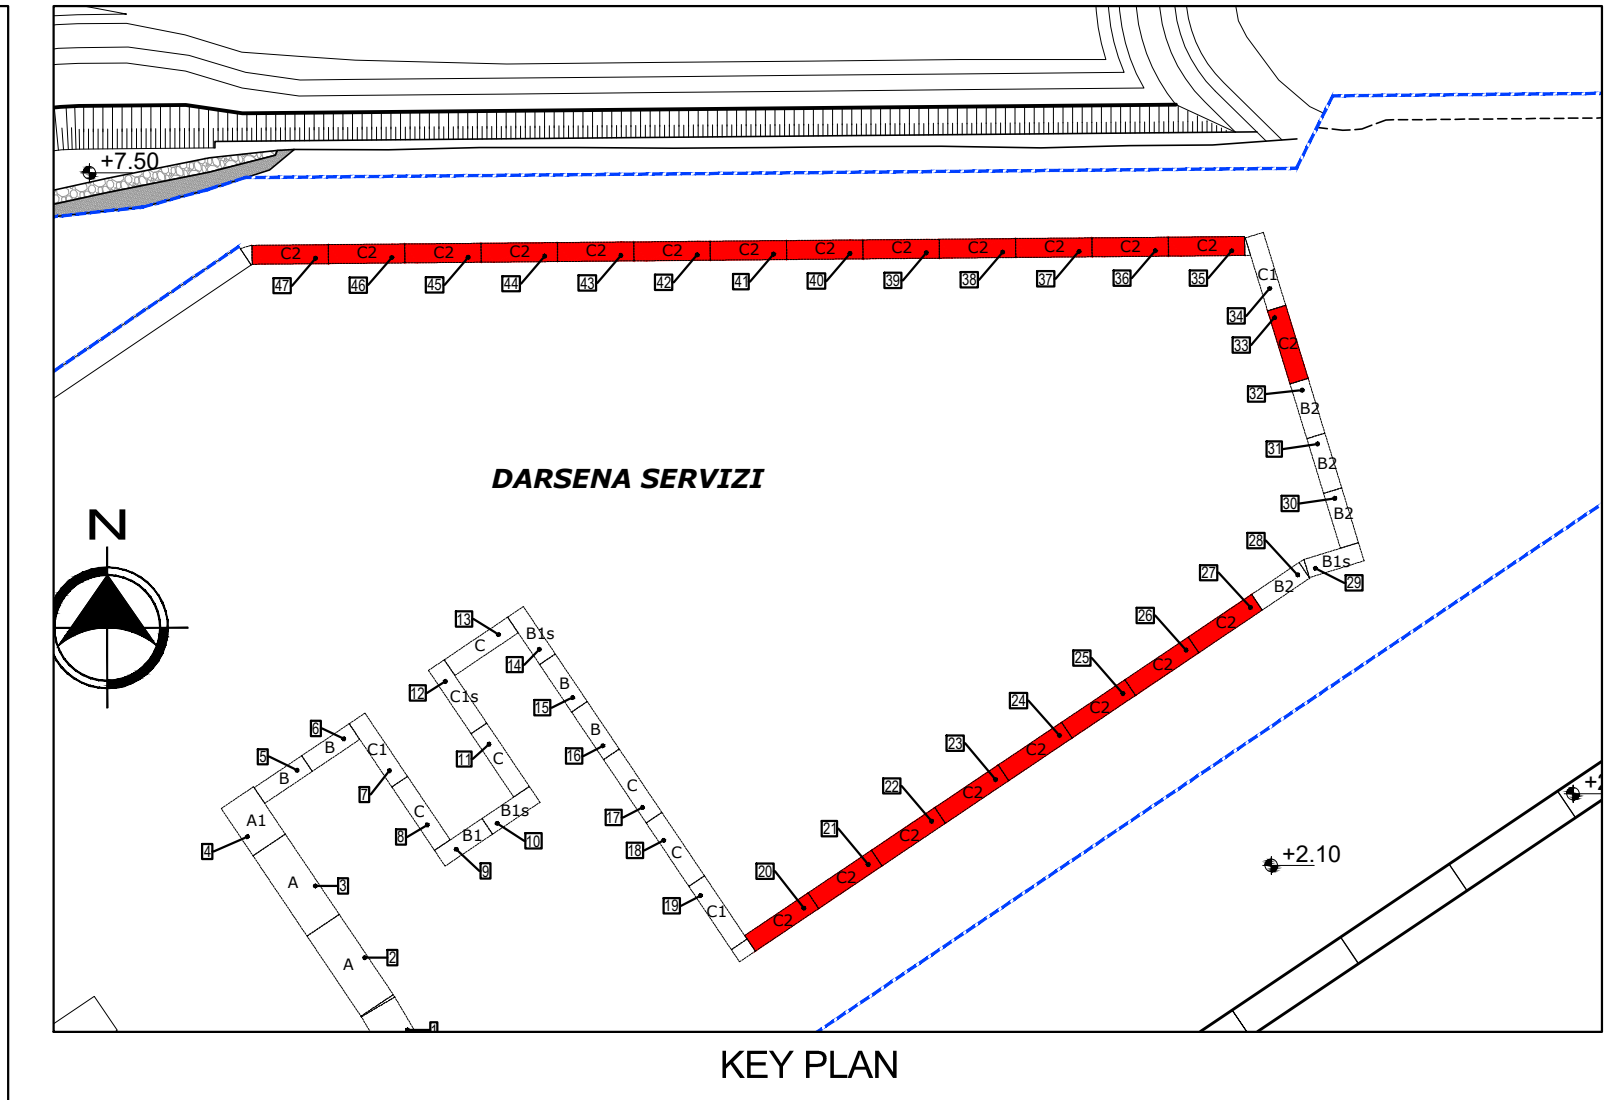 +7.50
C2 C2 C2 C2 C2 C2 C2 C2 C2 C2 C2 C2 C2
47 46 45 44 43 42 41 40 39 38 37 36 35
C1
34
33 C2
32
B2
31
B2
30
B2
DARSENA SERVIZI
N
28
B1s
29
27 B2
26 C2
25 C2
24 C2
23 C2
22 C2
21 C2
20 C2
C2
13
C B1s
14
12 C1s
15 B
16 B
11 C
17 C
18 C
19 C1
6
5 B
B
C1
7
8 C
B1 B1s
10
9
A1
4
A 3
A 2
1
+2.10
KEY PLAN